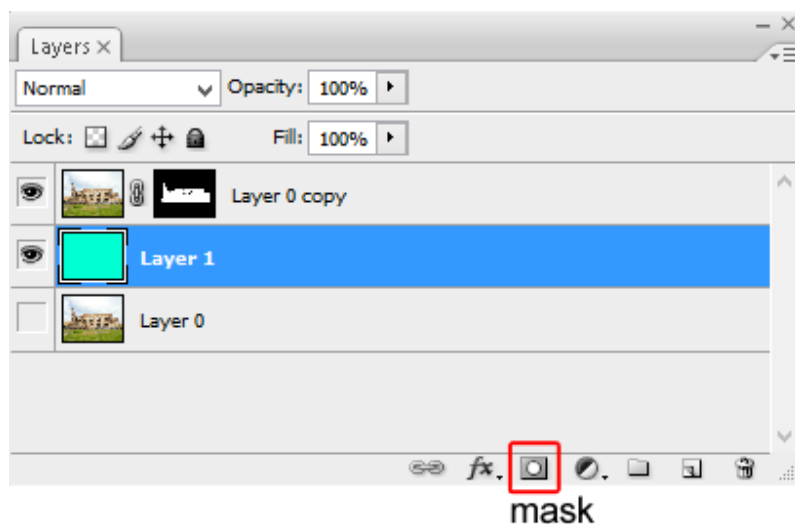 Layers
Normal Opacity: 100%
Lock: Fill: 100%
Layer 0 copy
Layer 1
Layer 0
fx.
mask